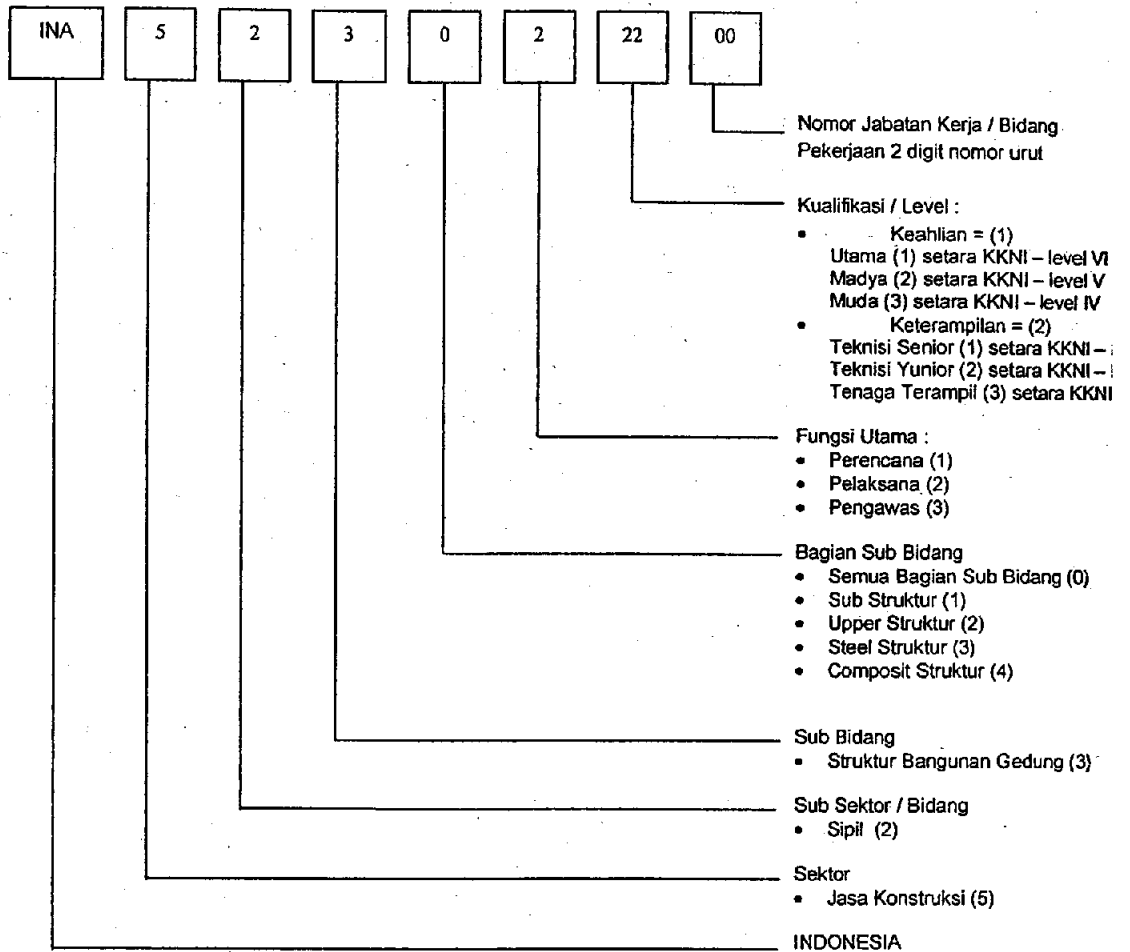 INA 5 2 3 0 2 22 00
Nomor Jabatan Kerja / Bidang
Pekerjaan 2 digit nomor urut
Kualifikasi / Level :
• Keahlian = (1)
Utama (1) setara KKNI – level VI
Madya (2) setara KKNI – level V
Muda (3) setara KKNI – level IV
• Keterampilan = (2)
Teknisi Senior (1) setara KKNI –
Teknisi Yunior (2) setara KKNI –
Tenaga Terampil (3) setara KKNI
Fungsi Utama :
• Perencana (1)
• Pelaksana (2)
• Pengawas (3)
Bagian Sub Bidang
• Semua Bagian Sub Bidang (0)
• Sub Struktur (1)
• Upper Struktur (2)
• Steel Struktur (3)
• Composit Struktur (4)
Sub Bidang
• Struktur Bangunan Gedung (3)
Sub Sektor / Bidang
• Sipil (2)
Sektor
• Jasa Konstruksi (5)
INDONESIA